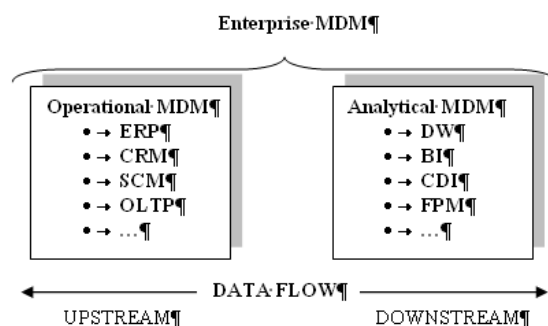 Enterprise·MDM¶
Operational·MDM¶
• → ERP¶
• → CRM¶
• → SCM¶
• → OLTP¶
• → …¶
Analytical·MDM¶
• → DW¶
• → BI¶
• → CDI¶
• → FPM¶
• → …¶
DATA·FLOW¶
UPSTREAM¶
DOWNSTREAM¶